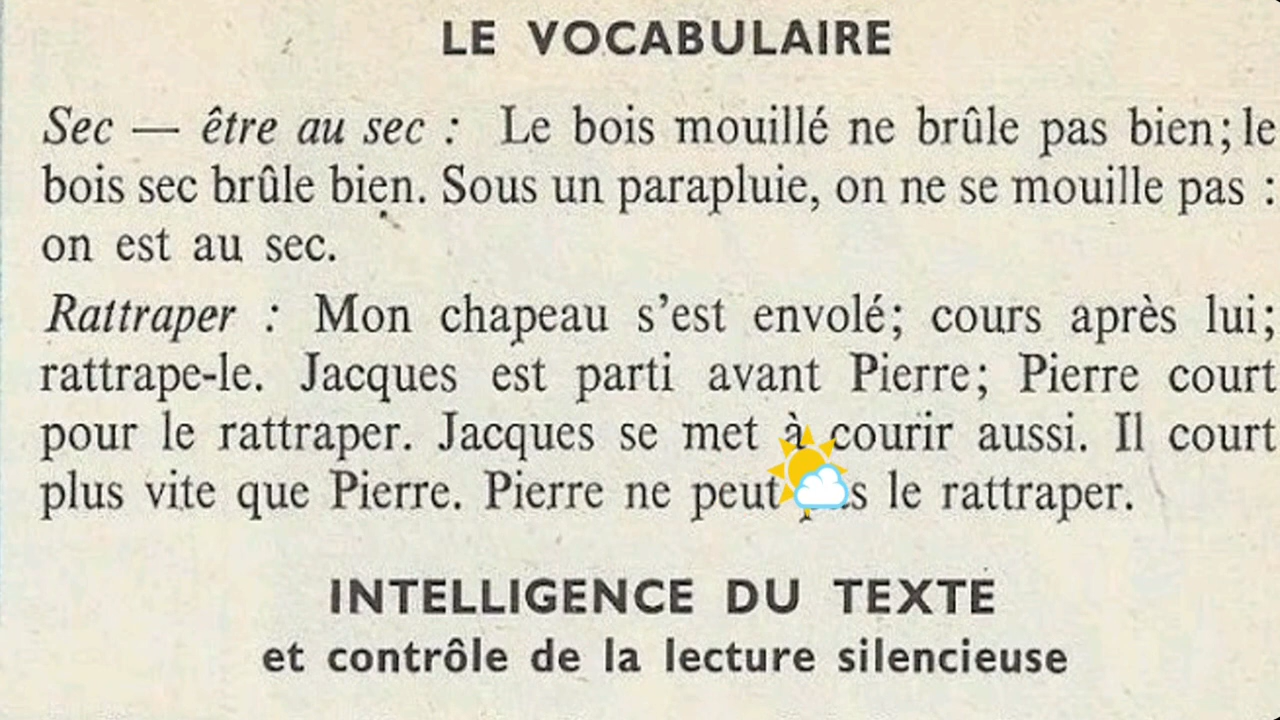 LE VOCABULAIRE
Sec — être au sec : Le bois mouillé ne brûle pas bien; le
bois sec brûle bien. Sous un parapluie, on ne se mouille pas :
on est au sec.
Rattraper : Mon chapeau s'est envolé; cours après lui;
rattrape-le. Jacques est parti avant Pierre; Pierre court
pour le rattraper. Jacques se met à courir aussi. Il court
plus vite que Pierre. Pierre ne peut le rattraper.
INTELLIGENCE DU TEXTE
et contrôle de la lecture silencieuse